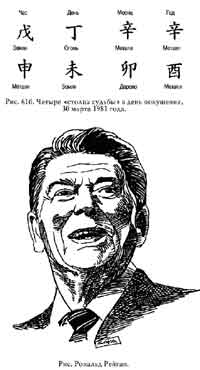 Час День Месяц Год
戊 丁 辛 辛
Земля Огонь Металл Металл
申 未 卯 酉
Металл Земля Дерево Металл
Рис. 61б. Четыре «столпа судьбы» в день покушения,
30 марта 1981 года.
Рис. Рональд Рейган.